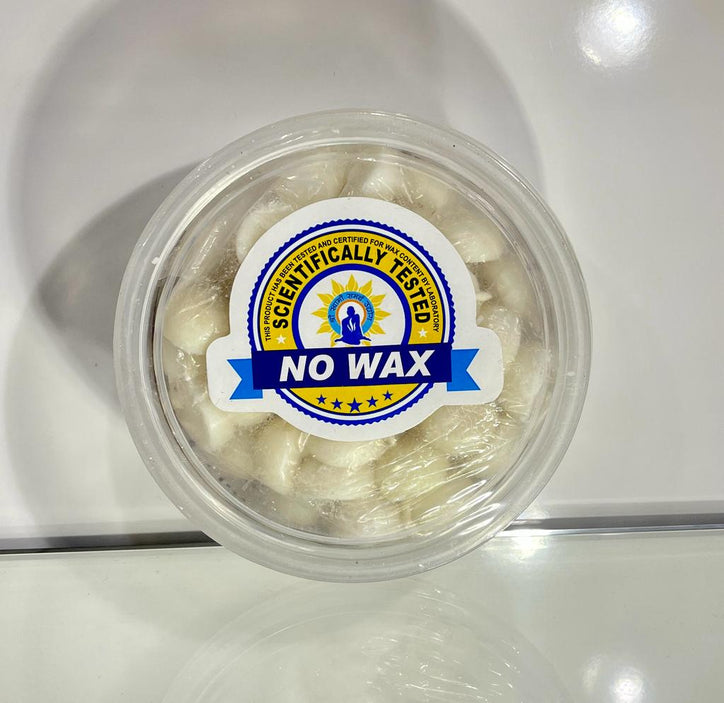 THIS PRODUCT HAS BEEN TESTED AND CERTIFIED FOR WAX CONTENT BY LABORATORY
SCIENTIFICALLY TESTED
NO WAX